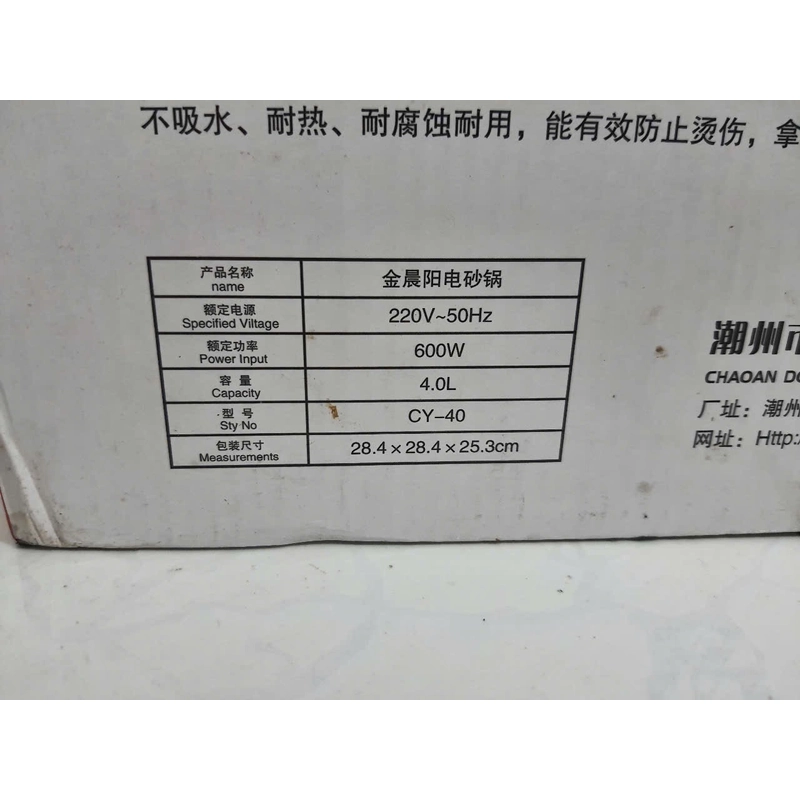 不吸水、耐热、耐腐蚀耐用，能有效防止烫伤，拿
产品名称
name
金晨阳电砂锅
额定电源
Specified Viltage
220V~50Hz
额定功率
Power Input
600W
容 量
Capacity
4.0L
型 号
Sty No
CY-40
包装尺寸
Measurements
28.4×28.4×25.3cm
潮州市
CHAOAN DO
厂址：潮州
网址：Http:/